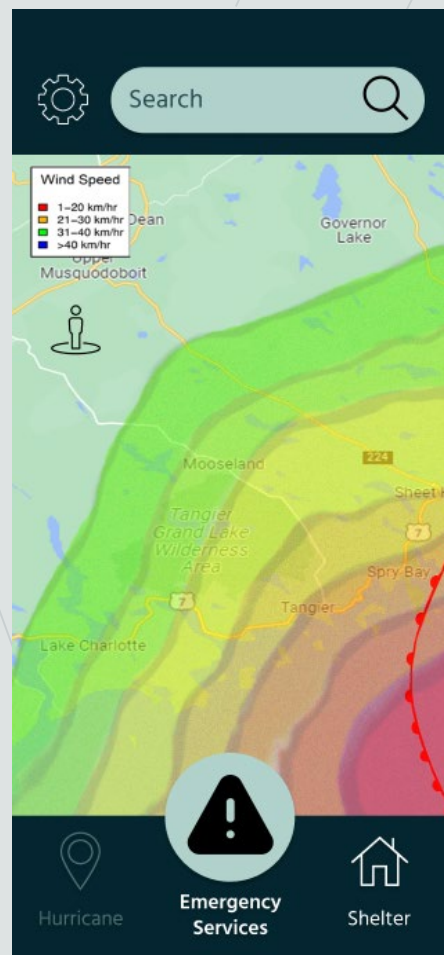 Search
Wind Speed
1–20 km/hr
21–30 km/hr
31–40 km/hr
>40 km/hr
Dean
Upper
Musquodoboit
Governor
Lake
Mooseland
224
Sheet
Tangier
Grand Lake
Wilderness
Area
7
Spry Bay
7
Tangier
Lake Charlotte
Hurricane
Emergency
Services
Shelter